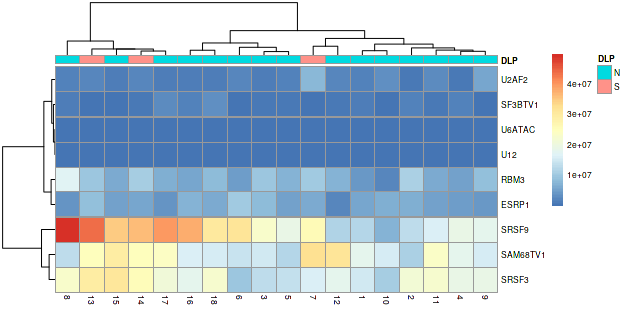 DLP
U2AF2
SF3BTV1
U6ATAC
U12
RBM3
ESRP1
SRSF9
SAM68TV1
SRSF3
8 13 15 14 17 16 18 6 3 5 7 12 1 10 2 11 4 9
4e+07
3e+07
2e+07
1e+07
DLP
N
S